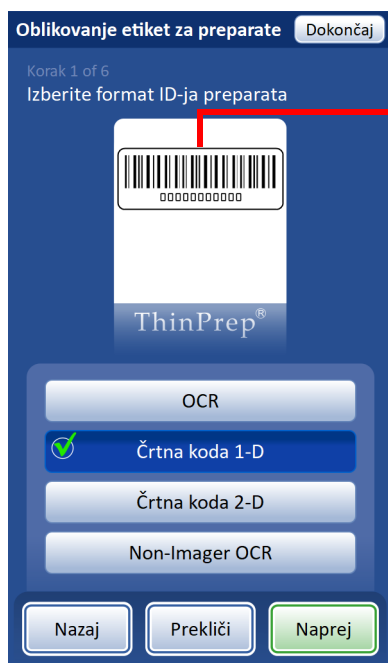 Oblikovanje etiket za preparate
Dokončaj
Korak 1 of 6
Izberite format ID-ja preparata
00000000000
ThinPrep®
OCR
Črtna koda 1-D
Črtna koda 2-D
Non-Imager OCR
Nazaj
Prekliči
Naprej